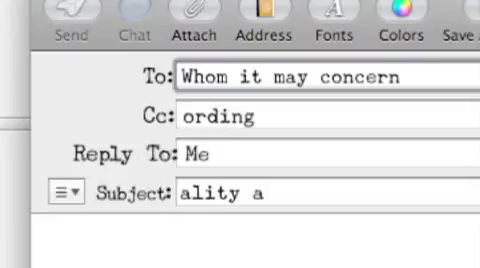 Send Chat Attach Address Fonts Colors Save
To: Whom it may concern
Cc: ording
Reply To: Me
Subject: ality a